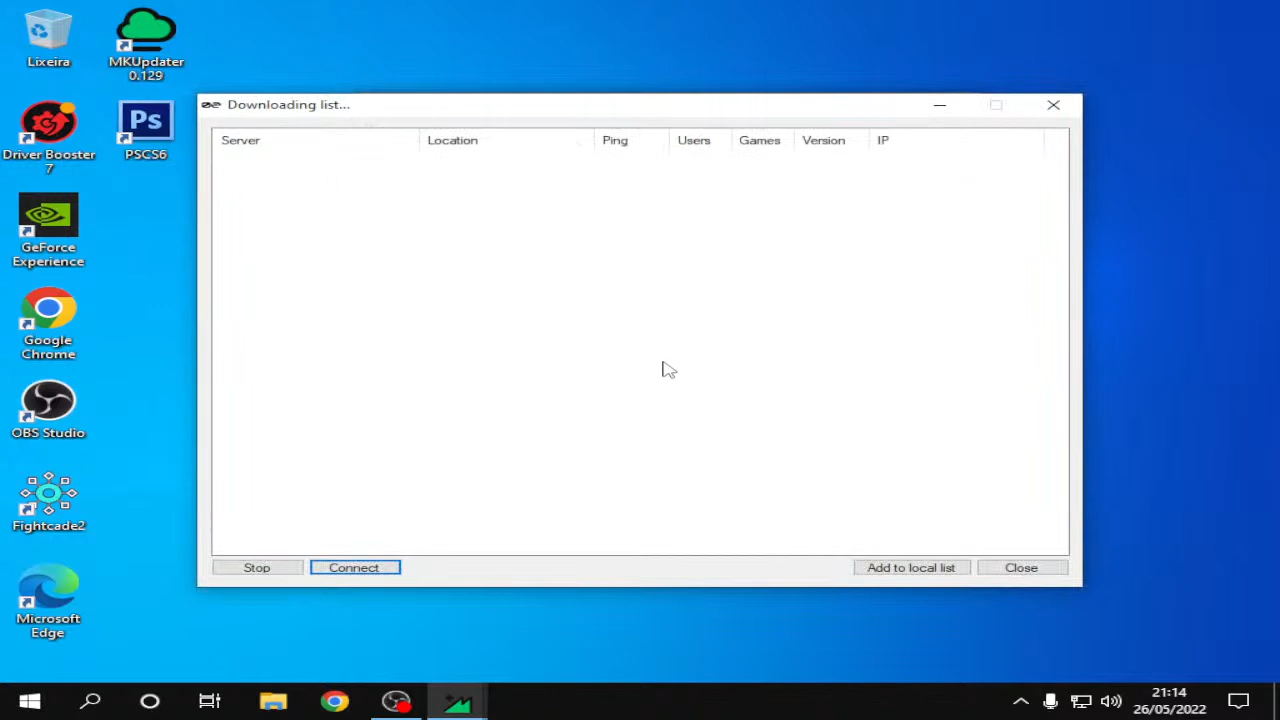 Lixeira
MKUpdater
0.129
Driver Booster
7
Ps
PSCS6
GeForce
Experience
Google
Chrome
OBS Studio
Fightcade2
Microsoft
Edge
Downloading list...
Server Location Ping Users Games Version IP
Stop Connect Add to local list Close
21:14
26/05/2022